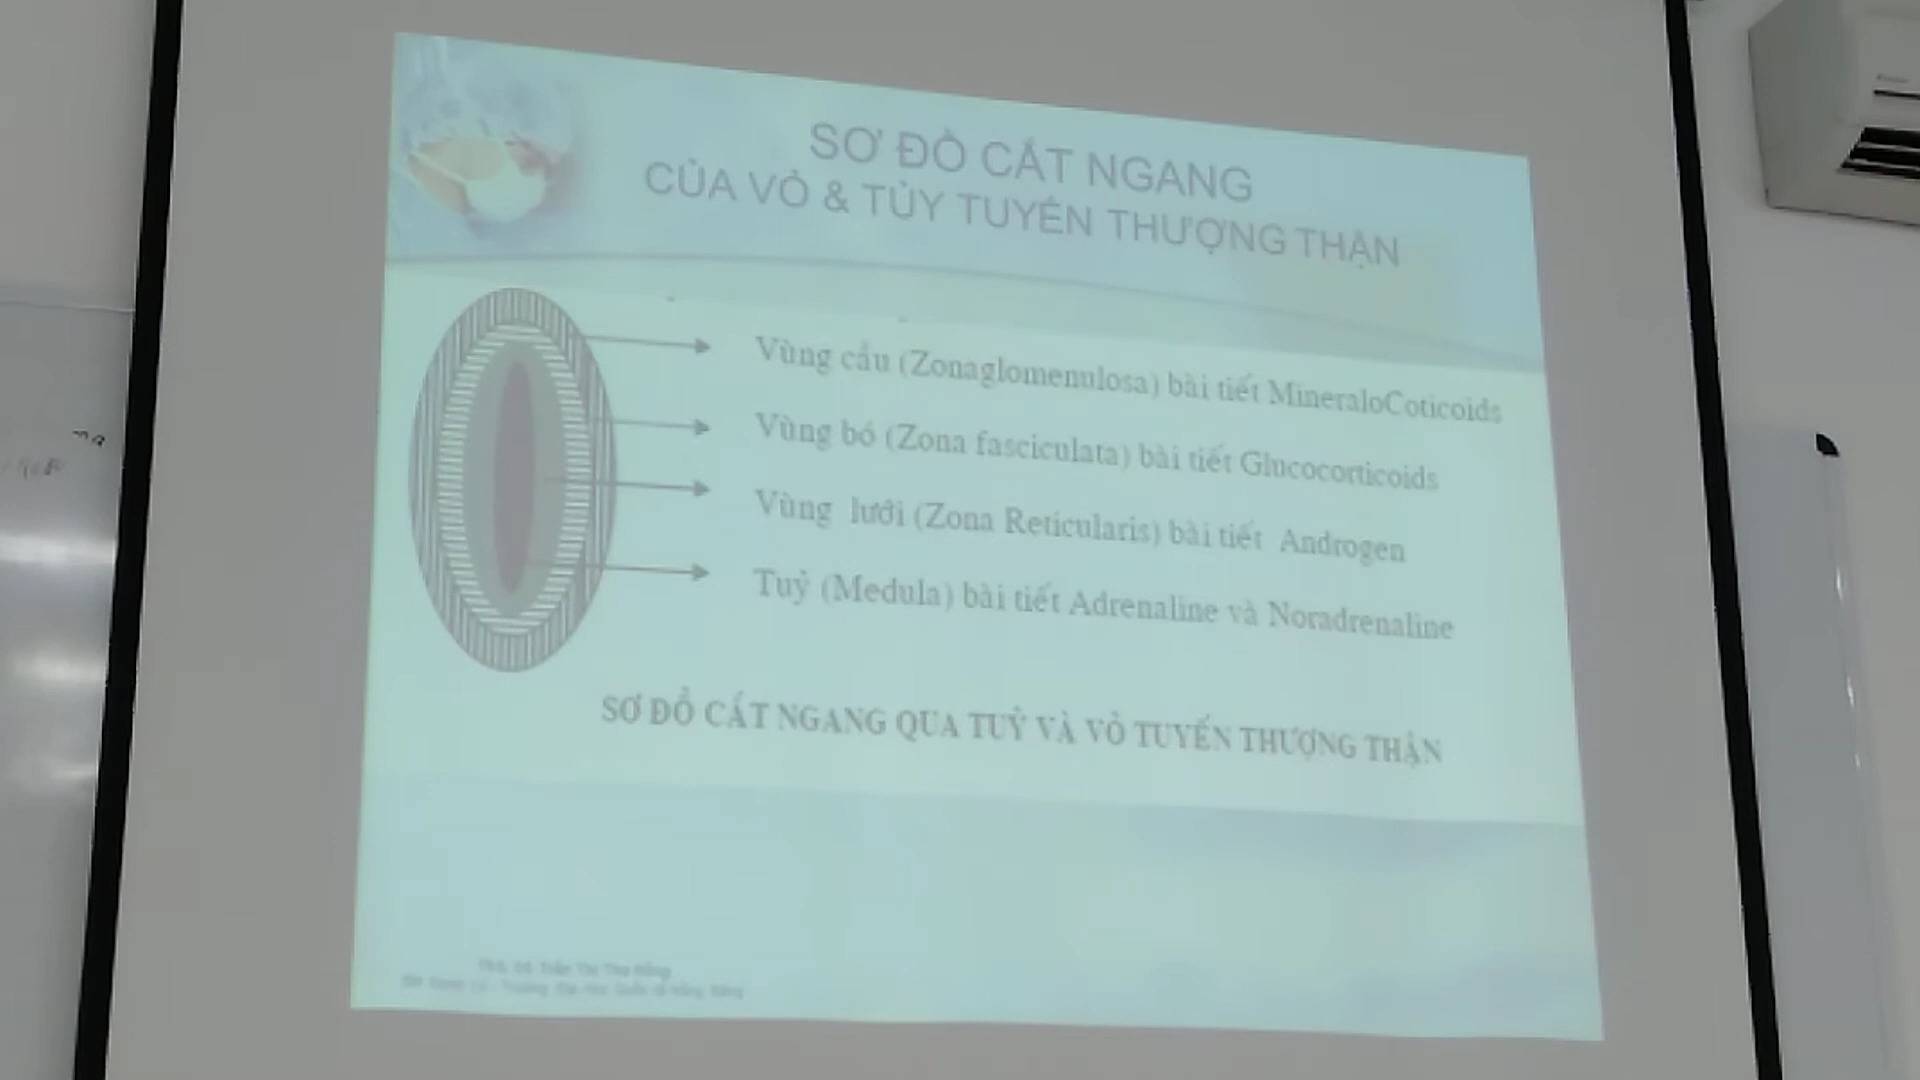 SƠ ĐỒ CẮT NGANG
CỦA VỎ & TỦY TUYẾN THƯỢNG THẬN
Vùng cầu (Zonaglomenulosa) bài tiết MineraloCoticoids
Vùng bó (Zona fasciculata) bài tiết Glucocorticoids
Vùng lưới (Zona Reticularis) bài tiết Androgen
Tuỷ (Medula) bài tiết Adrenaline và Noradrenaline
SƠ ĐỒ CẮT NGANG QUA TUỶ VÀ VỎ TUYẾN THƯỢNG THẬN